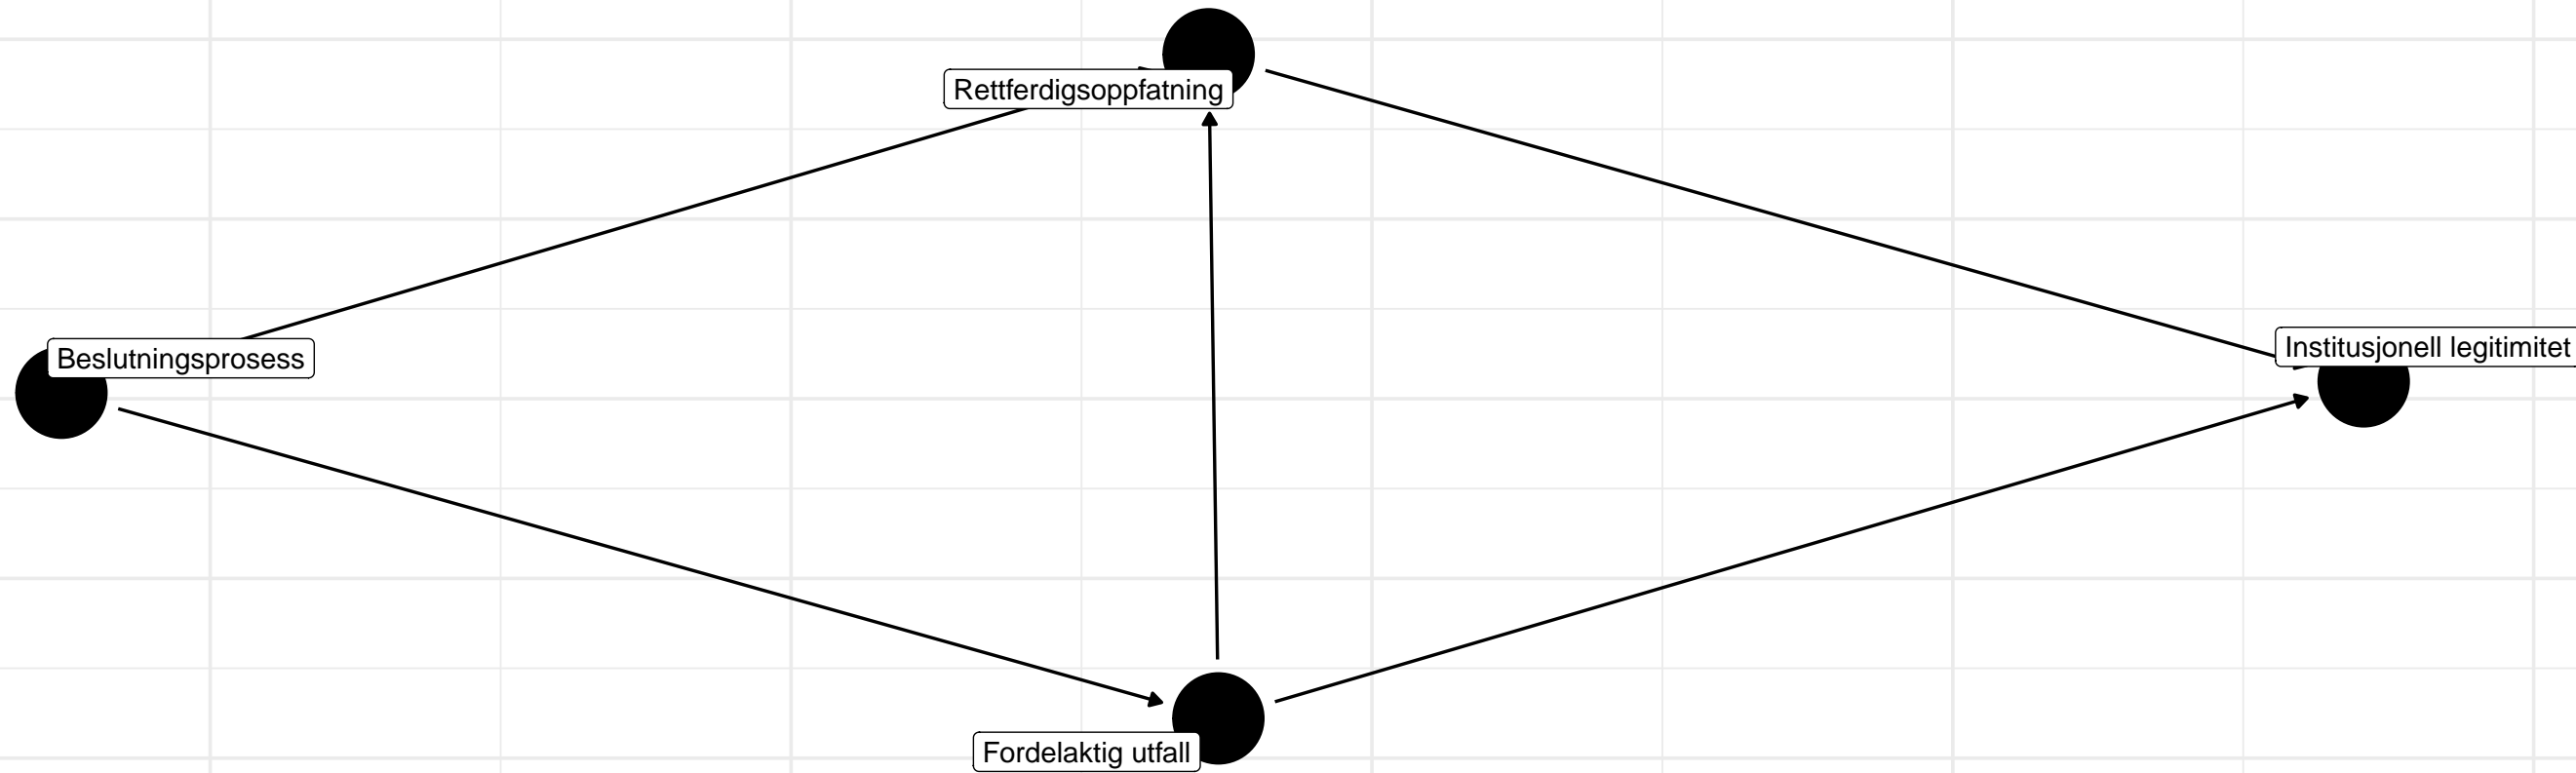 Rettferdigsoppfatning
Beslutningsprosess
Institusjonell legitimitet
Fordelaktig utfall